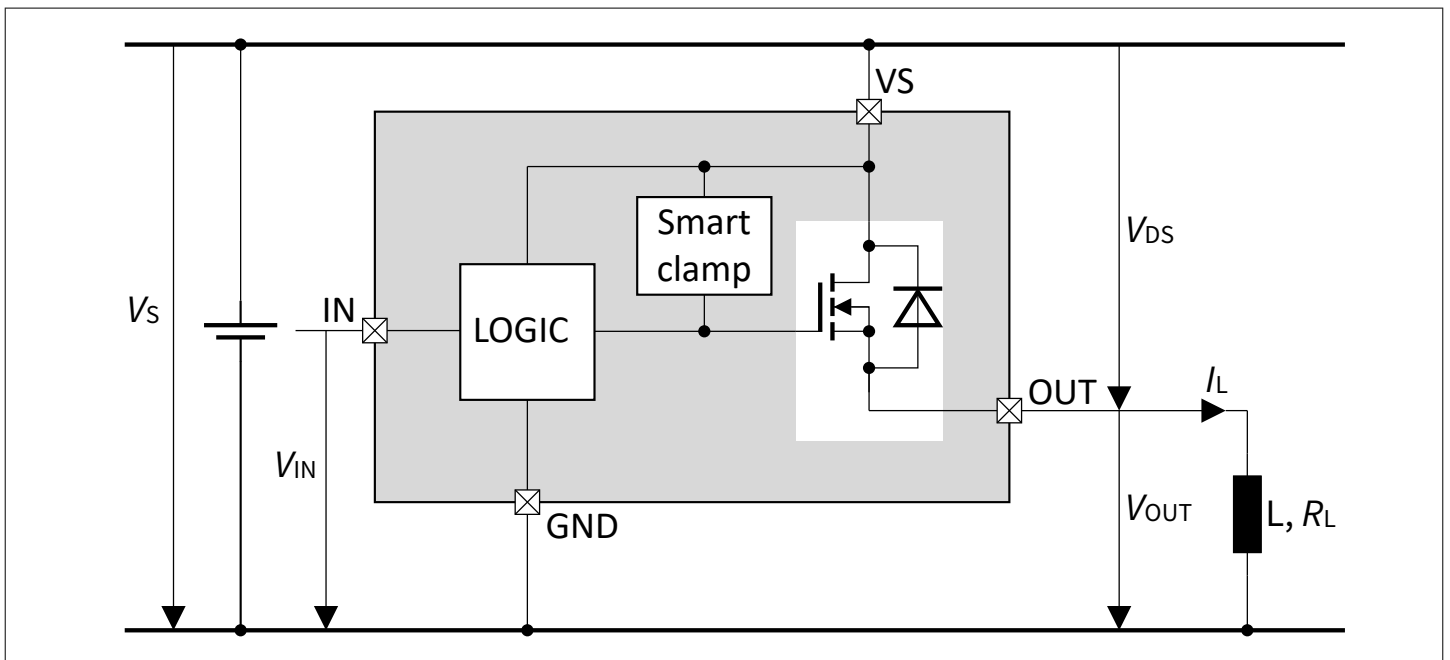 VS
VS
Smart
clamp
VDS
IN
LOGIC
OUT
IL
VIN
VOUT
L, RL
GND